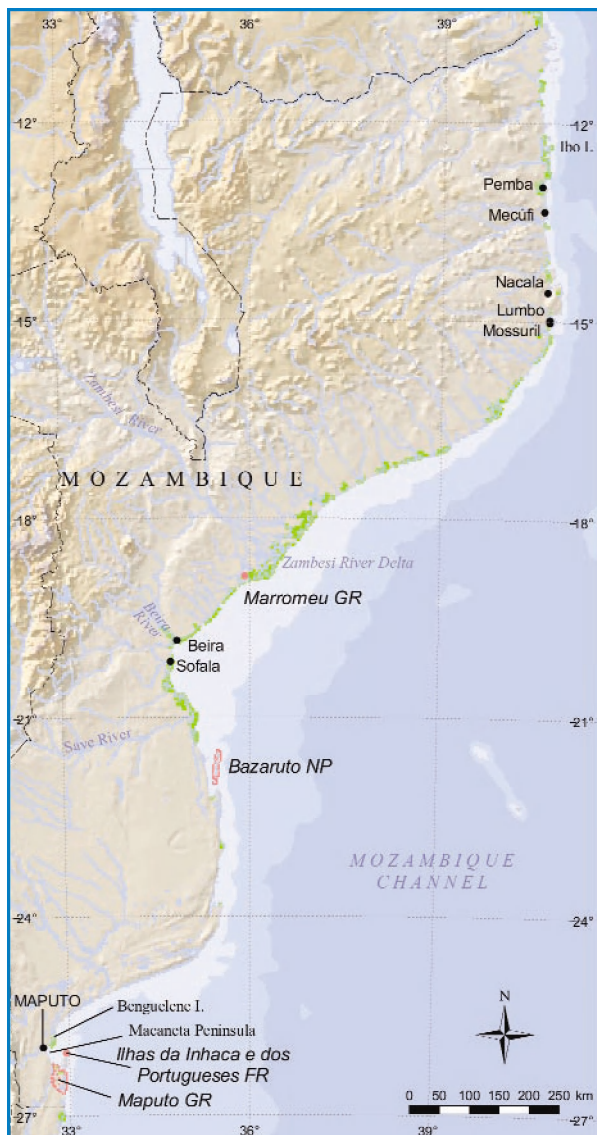 33° 36° 39°
-12° -12°
Ibo I.
Pemba
Mecúfi
Nacala
Lumbo
-15° Mossuril -15°
Zambesi River
MOZAMBIQUE
-18° -18°
Zambesi River Delta
Marromeu GR
Beira River
Beira
Sofala
-21° -21°
Save River
Bazaruto NP
MOZAMBIQUE
CHANNEL
-24° -24°
MAPUTO
Benguelene I.
Macaneta Peninsula
Ilhas da Inhaca e dos
Portugueses FR
Maputo GR
N
0 50 100 150 200 250 km
-27° -27°
33° 36° 39°